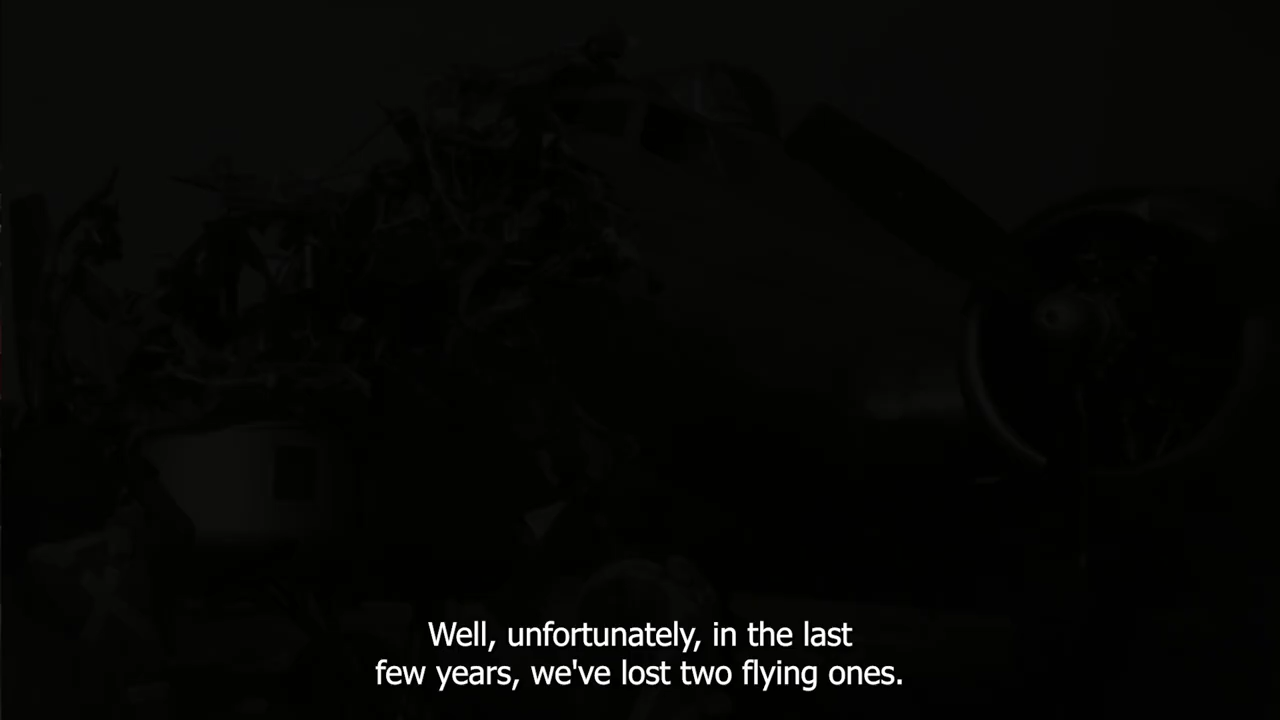 Well, unfortunately, in the last
few years, we've lost two flying ones.